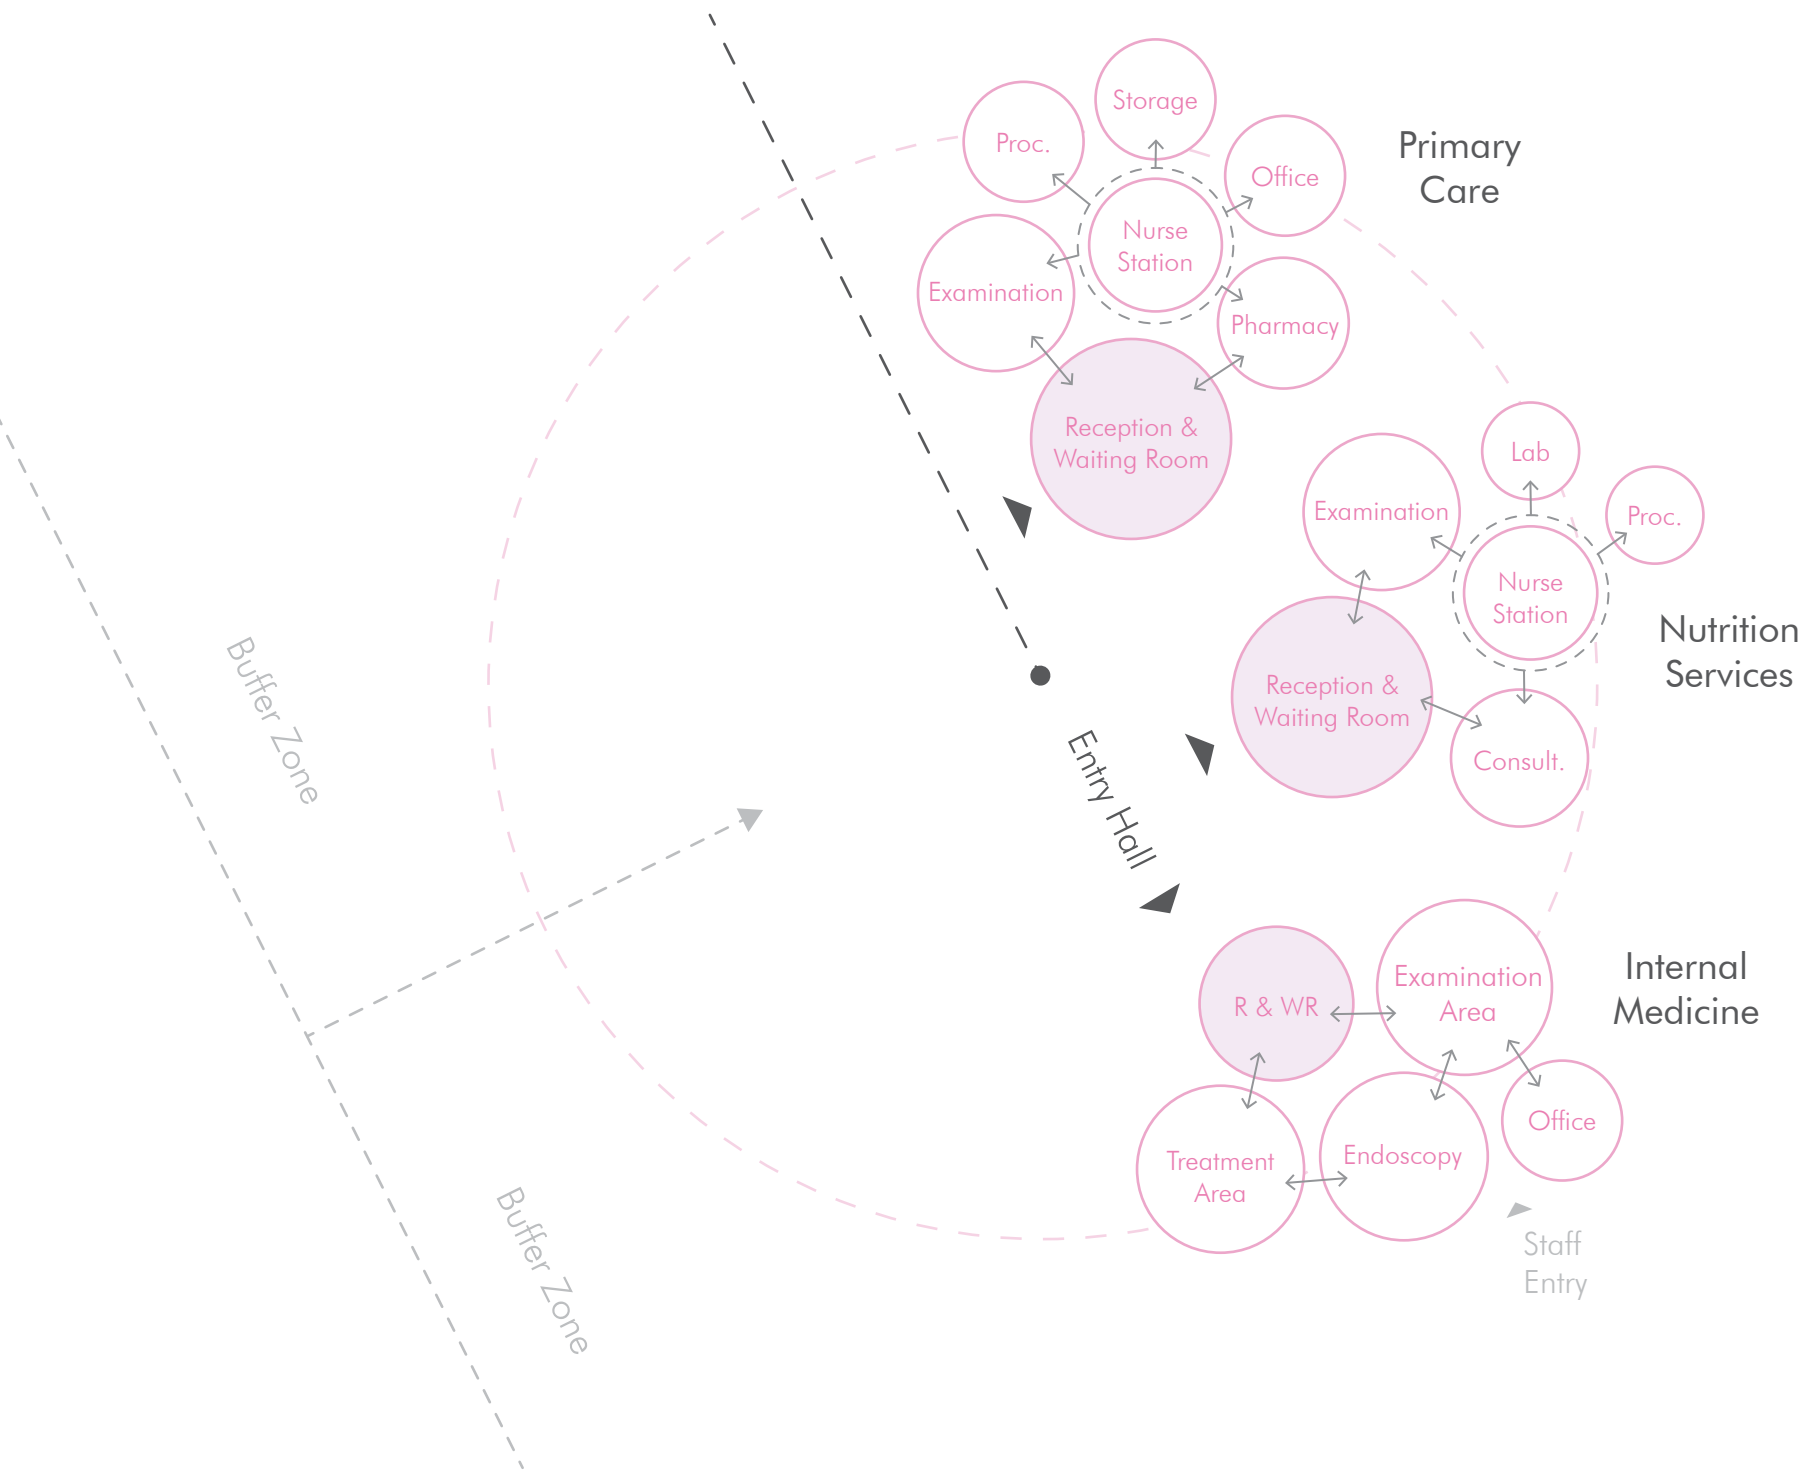 Storage
Proc.
Office
Primary
Care
Nurse
Station
Examination
Pharmacy
Reception &
Waiting Room
Lab
Examination
Proc.
Nurse
Station
Nutrition
Services
Reception &
Waiting Room
Consult.
Buffer Zone
Entry Hall
Examination
Area
R & WR
Internal
Medicine
Office
Endoscopy
Treatment
Area
Staff
Entry
Buffer Zone